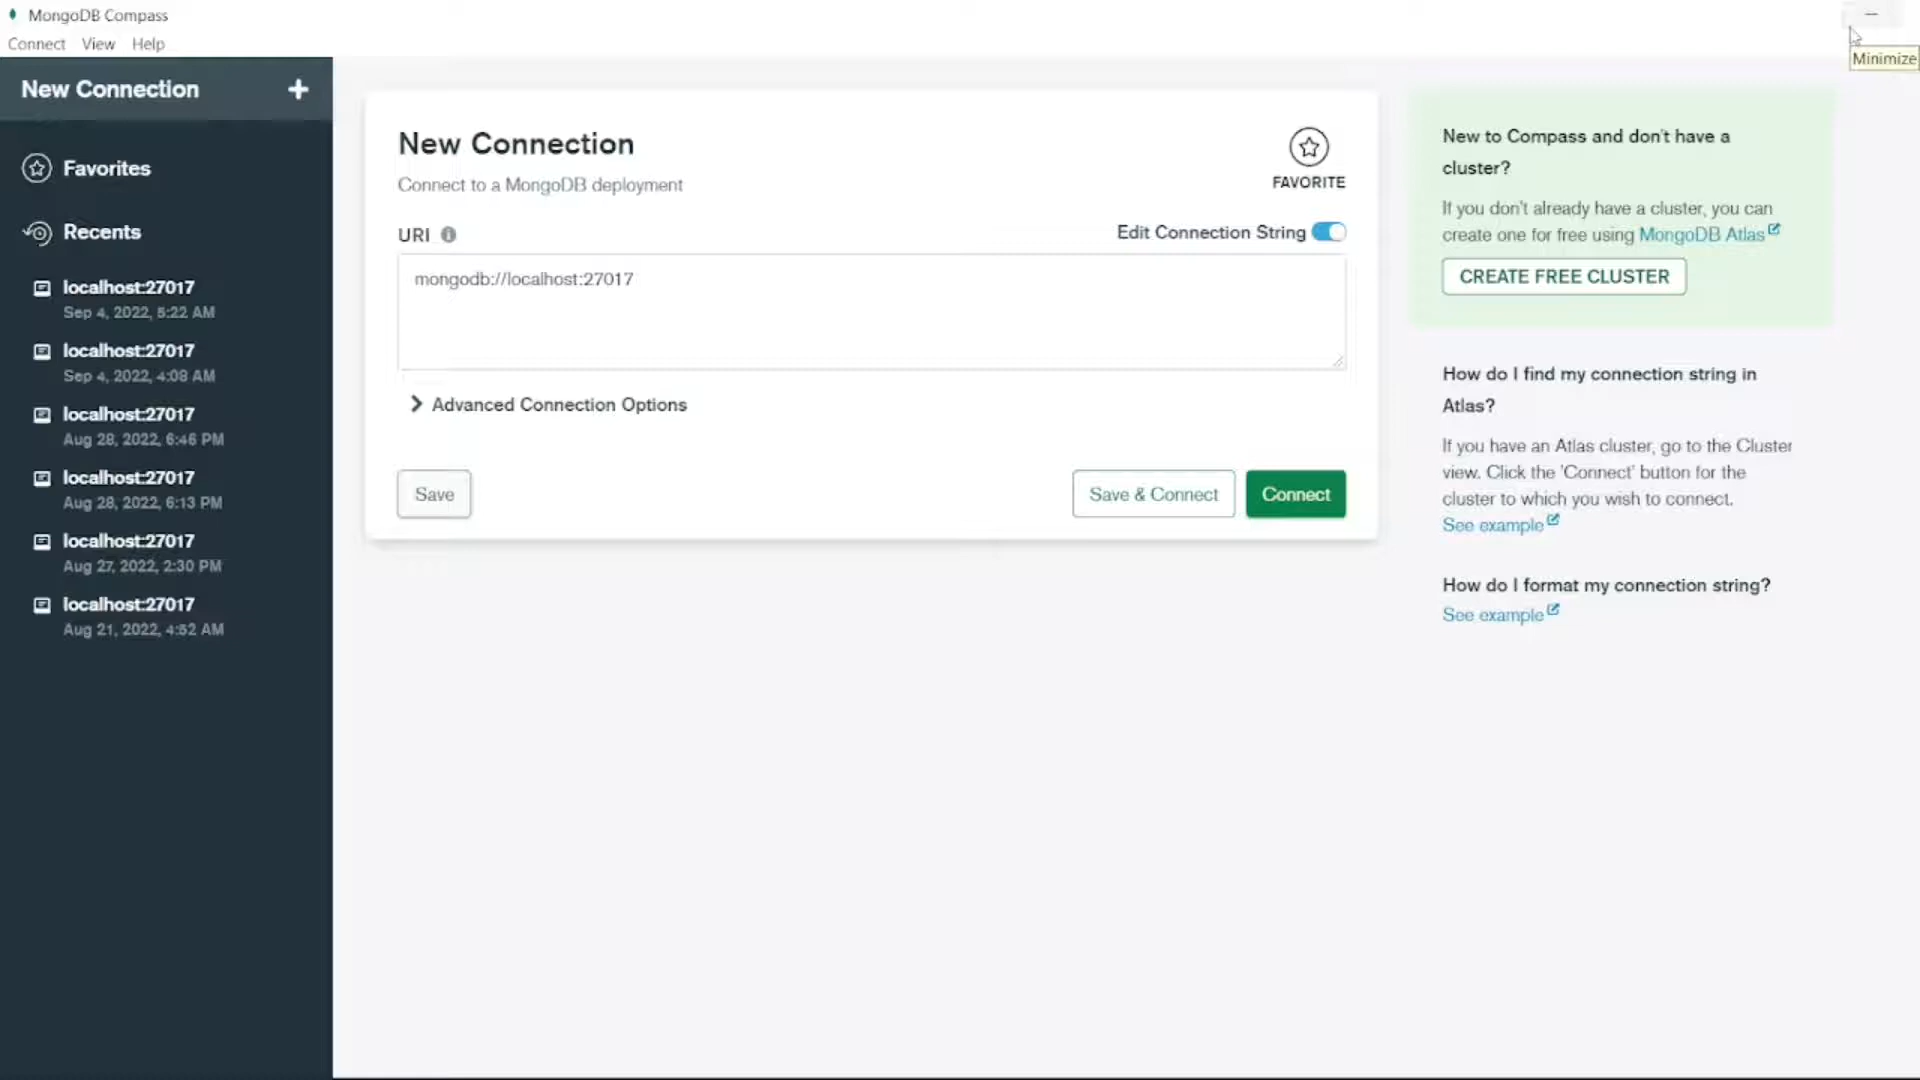 MongoDB Compass
Connect View Help
Minimize
New Connection
Favorites
Recents
localhost:27017
Sep 4, 2022, 5:22 AM
localhost:27017
Sep 4, 2022, 4:08 AM
localhost:27017
Aug 28, 2022, 6:46 PM
localhost:27017
Aug 28, 2022, 6:13 PM
localhost:27017
Aug 27, 2022, 2:30 PM
localhost:27017
Aug 21, 2022, 4:52 AM
New Connection
Connect to a MongoDB deployment
FAVORITE
URI
Edit Connection String
mongodb://localhost:27017
Advanced Connection Options
Save
Save & Connect
Connect
New to Compass and don't have a
cluster?
If you don't already have a cluster, you can
create one for free using MongoDB Atlas
CREATE FREE CLUSTER
How do I find my connection string in
Atlas?
If you have an Atlas cluster, go to the Cluster
view. Click the 'Connect' button for the
cluster to which you wish to connect.
See example
How do I format my connection string?
See example